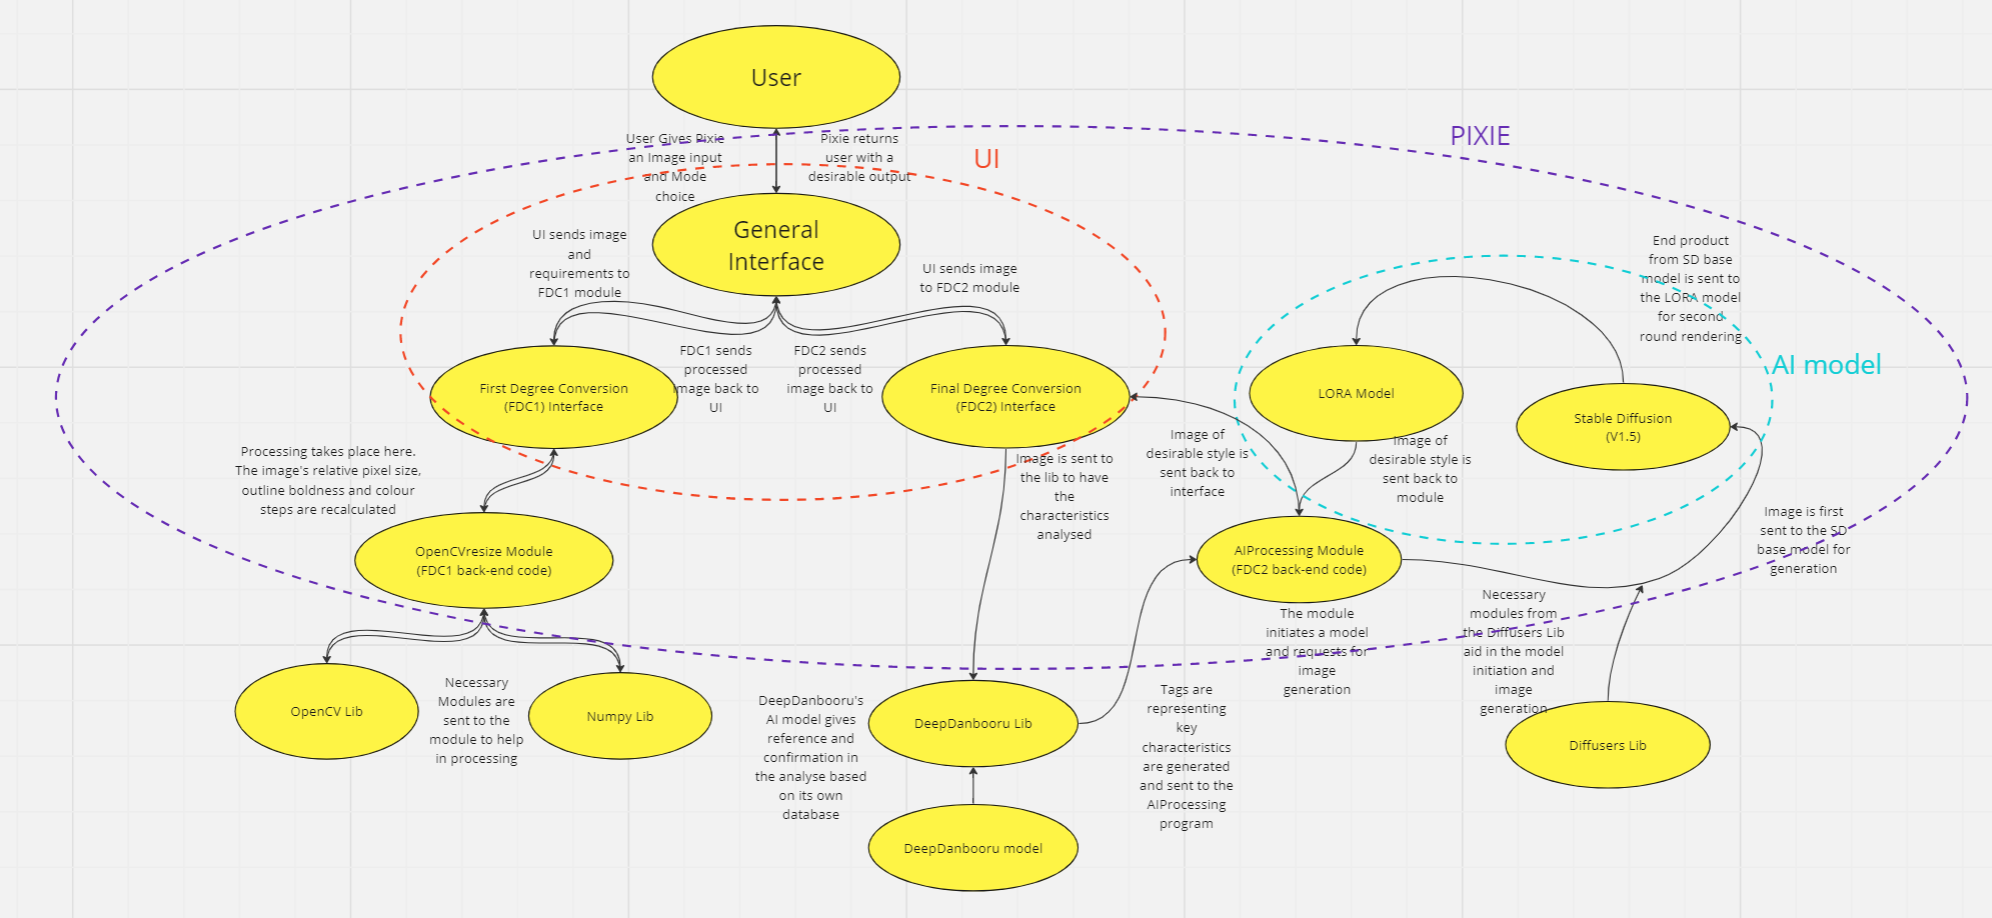 User
User Gives Pixie
an Image input
and Mode
choice
Pixie returns
user with a
desirable output
UI
PIXIE
General
Interface
UI sends image
and
requirements to
FDC1 module
UI sends image
to FDC2 module
End product
from SD base
model is sent to
the LORA model
for second
round rendering
AI model
FDC1 sends
processed
image back to
UI
FDC2 sends
processed
image back to
UI
First Degree Conversion
(FDC1) Interface
Final Degree Conversion
(FDC2) Interface
LORA Model
Stable Diffusion
(V1.5)
Processing takes place here.
The image's relative pixel size,
outline boldness and colour
steps are recalculated
Image is sent to
the lib to have
the
characteristics
analysed
Image of
desirable style is
sent back to
interface
Image of
desirable style is
sent back to
module
Image is first
sent to the SD
base model for
generation
OpenCVresize Module
(FDC1 back-end code)
AIProcessing Module
(FDC2 back-end code)
The module
initiates a model
and requests for
image
generation
Necessary
modules from
the Diffusers Lib
aid in the model
initiation and
image
generation
OpenCV Lib
Necessary
Modules are
sent to the
module to help
in processing
Numpy Lib
DeepDanbooru's
AI model gives
reference and
confirmation in
the analyse based
on its own
database
DeepDanbooru Lib
Tags are
representing
key
characteristics
are generated
and sent to the
AIProcessing
program
Diffusers Lib
DeepDanbooru model